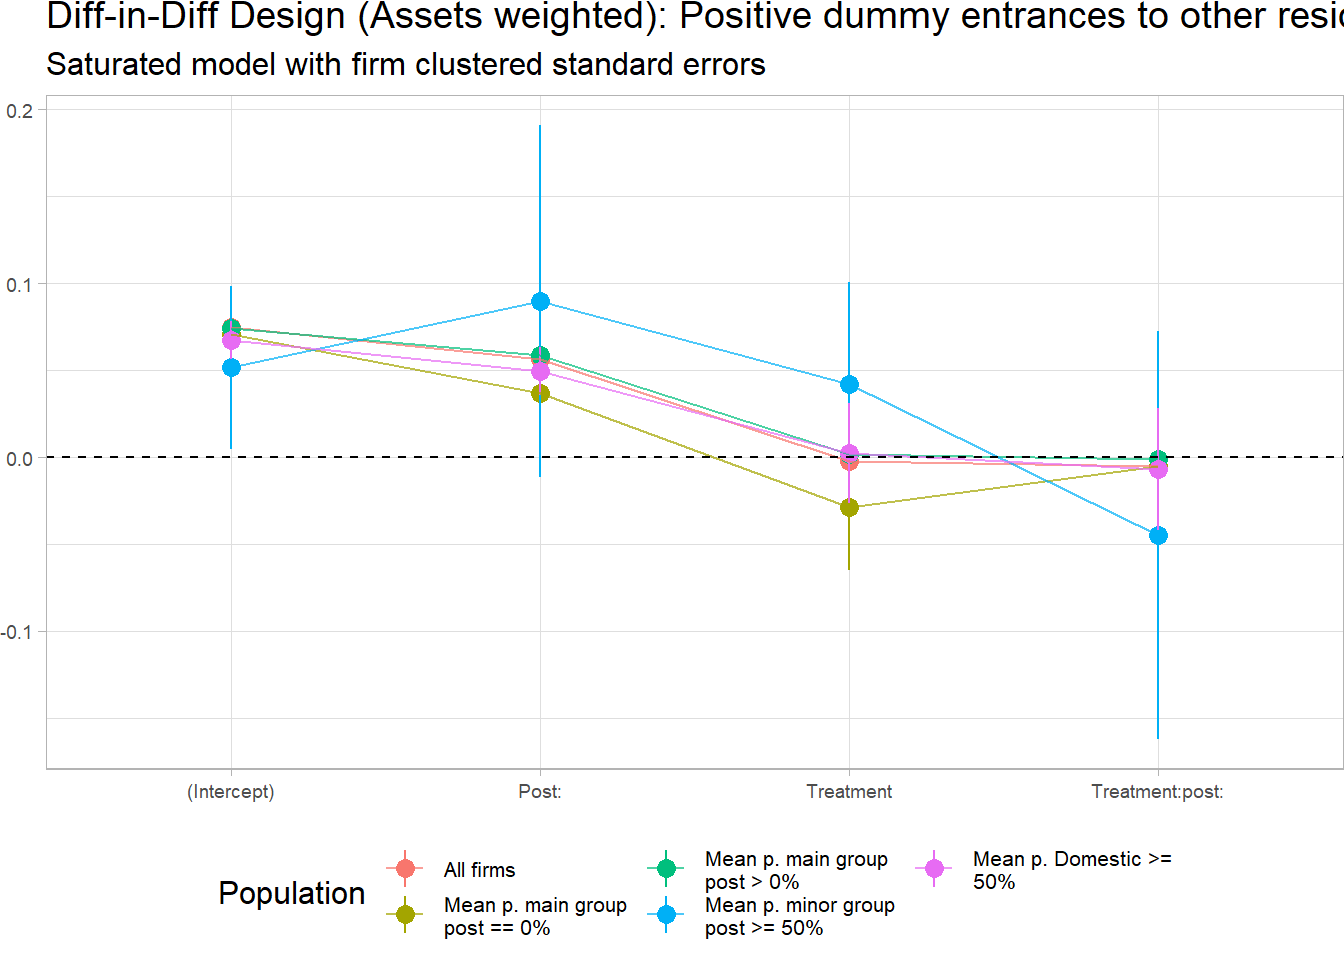 Diff-in-Diff Design (Assets weighted): Positive dummy entrances to other
Saturated model with firm clustered standard errors
0.2
0.1
0.0
-0.1
(Intercept) Post: Treatment Treatment:post:
Population
All firms
Mean p. main group
post == 0%
Mean p. main group
post > 0%
Mean p. minor group
post >= 50%
Mean p. Domestic >=
50%